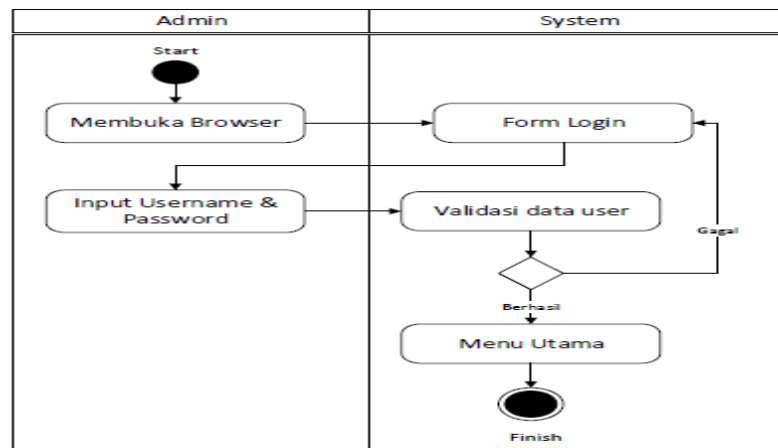 Admin
System
Start
Membuka Browser
Form Login
Input Username &
Password
Validasi data user
Gagal
Berhasil
Menu Utama
Finish